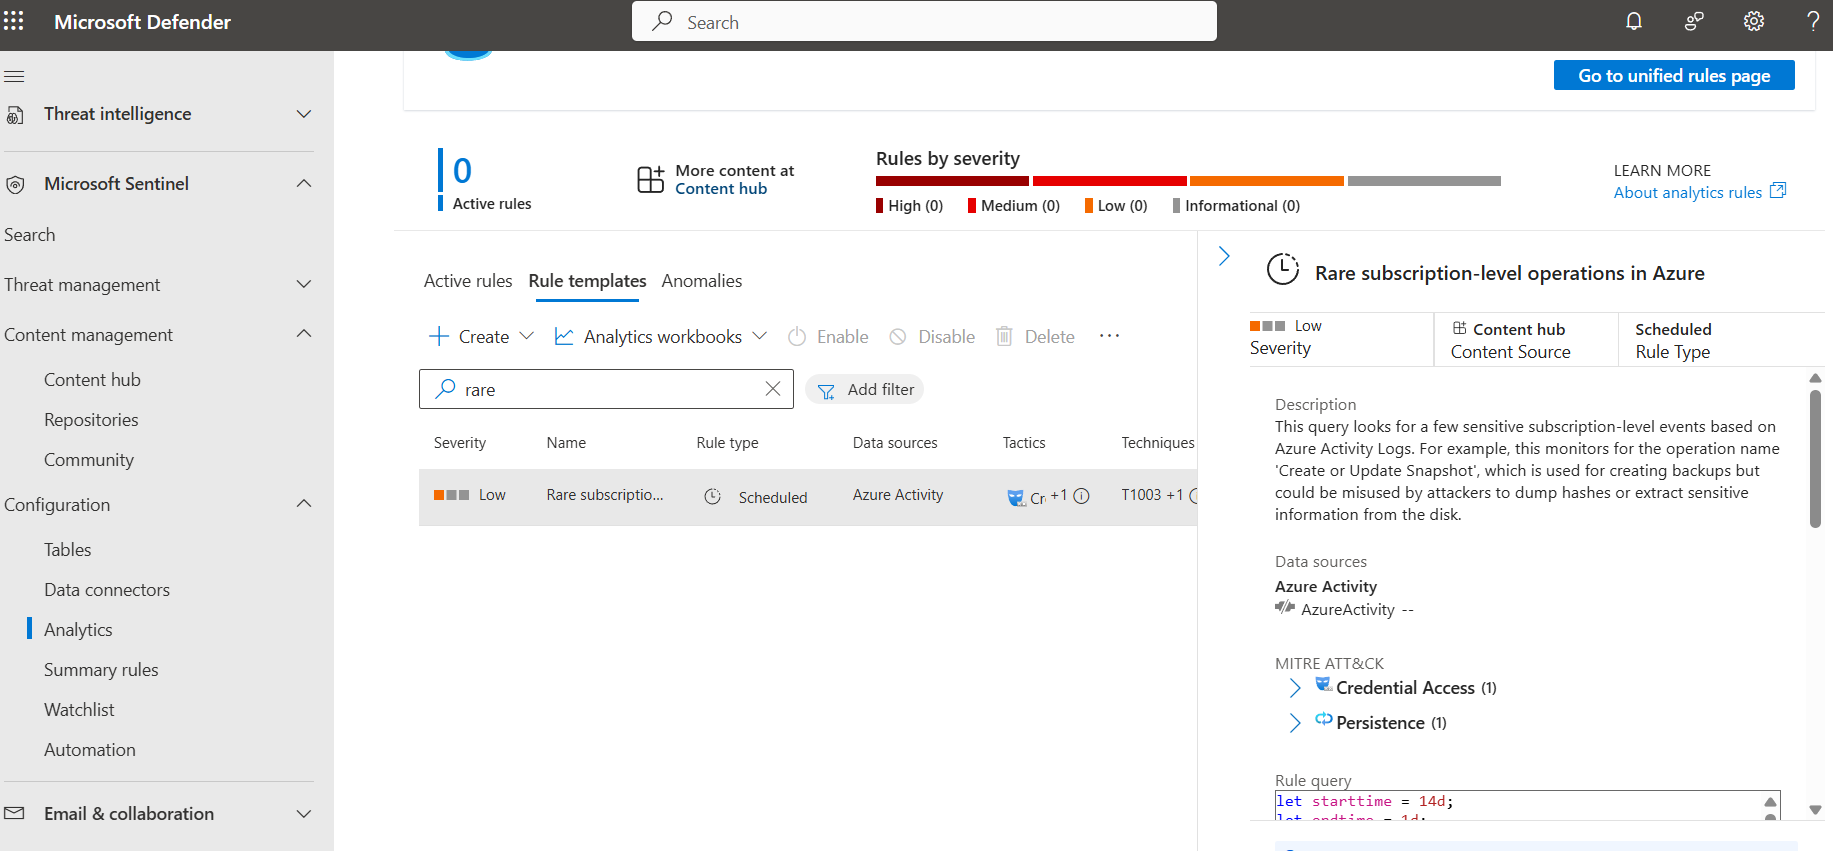 Microsoft Defender
Search
Go to unified rules page
Threat intelligence
Microsoft Sentinel
Search
Threat management
Content management
Content hub
Repositories
Community
Configuration
Tables
Data connectors
Analytics
Summary rules
Watchlist
Automation
Email & collaboration
0
Active rules
More content at
Content hub
Rules by severity
High (0) Medium (0) Low (0) Informational (0)
LEARN MORE
About analytics rules
Active rules Rule templates Anomalies
Create Analytics workbooks Enable Disable Delete ...
rare
Add filter
Severity Name Rule type Data sources Tactics Techniques
Low Rare subscriptio... Scheduled Azure Activity Cr +1 T1003 +1
Rare subscription-level operations in Azure
Low
Severity
Content hub
Content Source
Scheduled
Rule Type
Description
This query looks for a few sensitive subscription-level events based on
Azure Activity Logs. For example, this monitors for the operation name
'Create or Update Snapshot', which is used for creating backups but
could be misused by attackers to dump hashes or extract sensitive
information from the disk.
Data sources
Azure Activity
AzureActivity --
MITRE ATT&CK
Credential Access (1)
Persistence (1)
Rule query
let starttime = 14d;
let endtime = 1d;